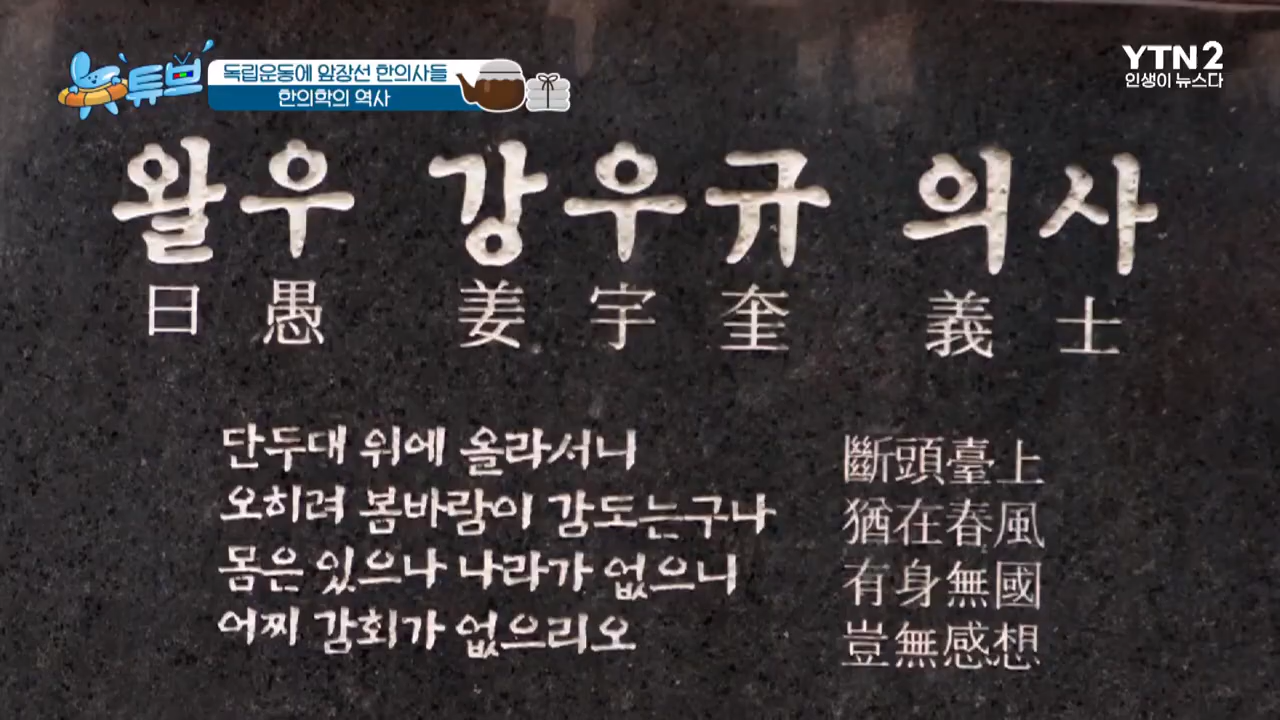 뉴튜브
독립운동에 앞장선 한의사들
한의학의 역사
YTN2
인생이 뉴스다
왈우 강우규 의사
曰愚 姜宇奎 義士
단두대 위에 올라서니
오히려 봄바람이 감도는구나
몸은 있으나 나라가 없으니
어찌 감회가 없으리오
斷頭臺上
猶在春風
有身無國
豈無感想